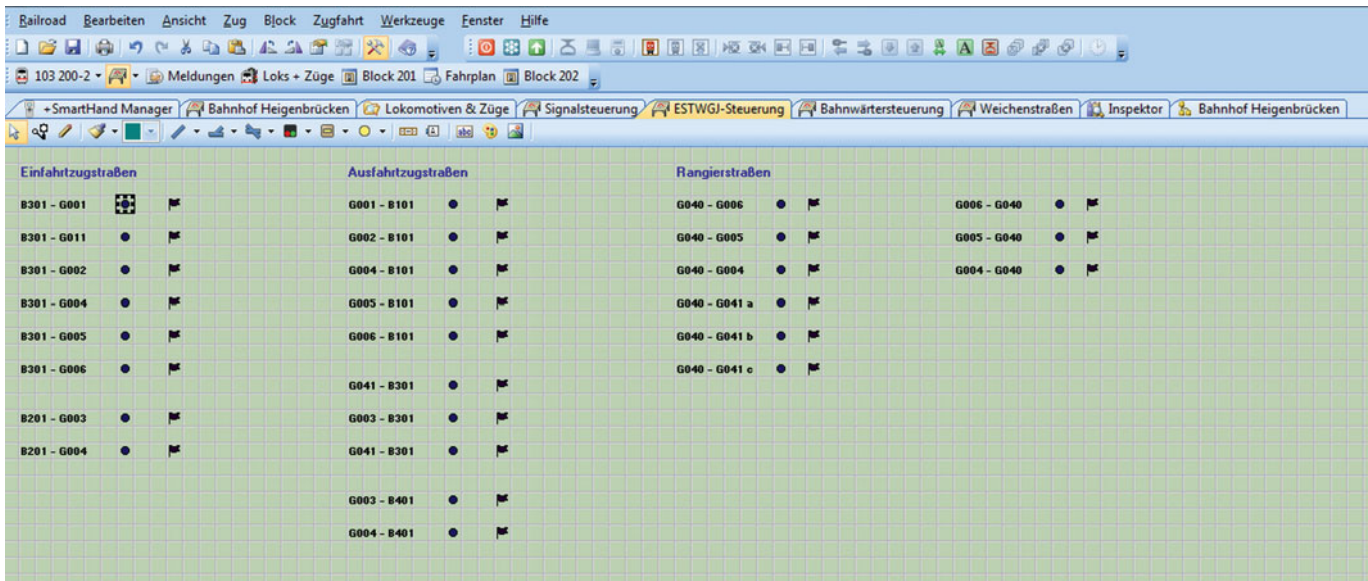 Railroad Bearbeiten Ansicht Zug Block Zugfahrt Werkzeuge Fenster Hilfe
A
103 200-2 Meldungen Loks + Züge Block 201 Fahrplan Block 202
+SmartHand Manager Bahnhof Heigenbrücken Lokomotiven & Züge Signalsteuerung ESTWGJ-Steuerung Bahnwärtersteuerung Weichenstraßen Inspektor Bahnhof Heigenbrücken
abc
Einfahrtzugstraßen Ausfahrtzugstraßen Rangierstraßen
B301 - G001 G001 - B101 G040 - G006 G006 - G040
B301 - G011 G002 - B101 G040 - G005 G005 - G040
B301 - G002 G004 - B101 G040 - G004 G004 - G040
B301 - G004 G005 - B101 G040 - G041 a
B301 - G005 G006 - B101 G040 - G041 b
B301 - G006 G040 - G041 c
G041 - B301
B201 - G003 G003 - B301
B201 - G004 G041 - B301
G003 - B401
G004 - B401